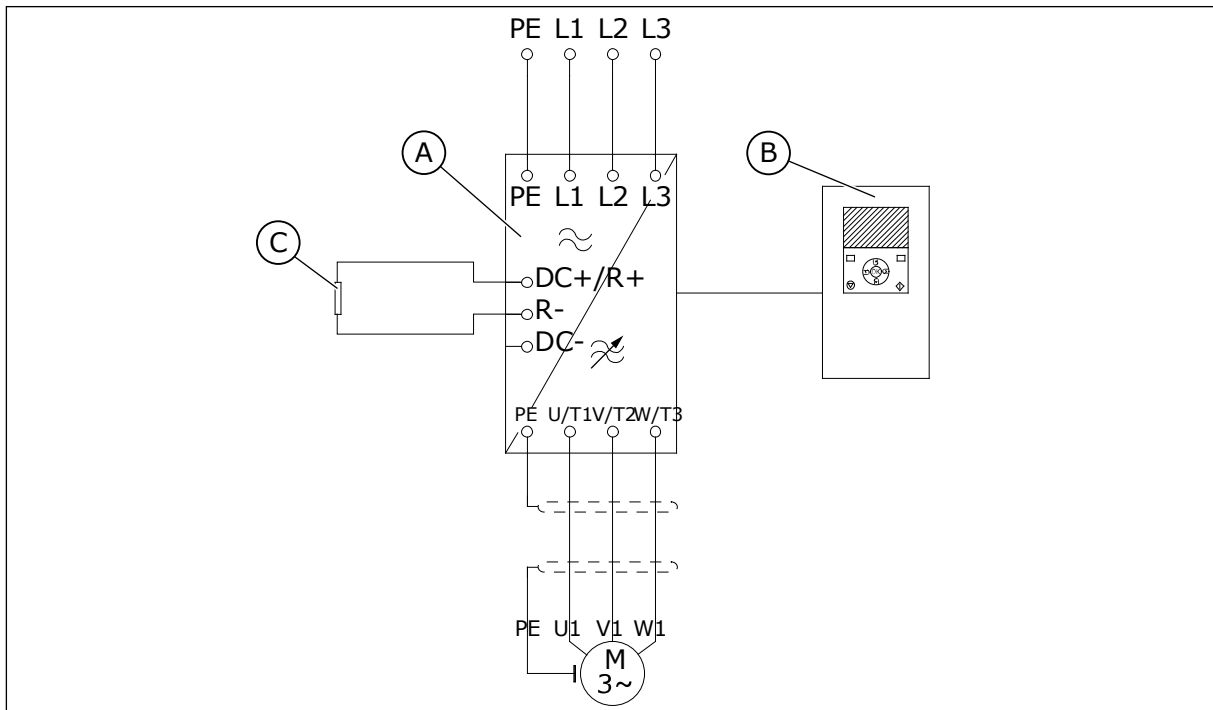 PE L1 L2 L3
A
B
PE L1 L2 L3
C
DC+/R+
R-
DC-
PE U/T1 V/T2 W/T3
PE U1 V1 W1
M
3~